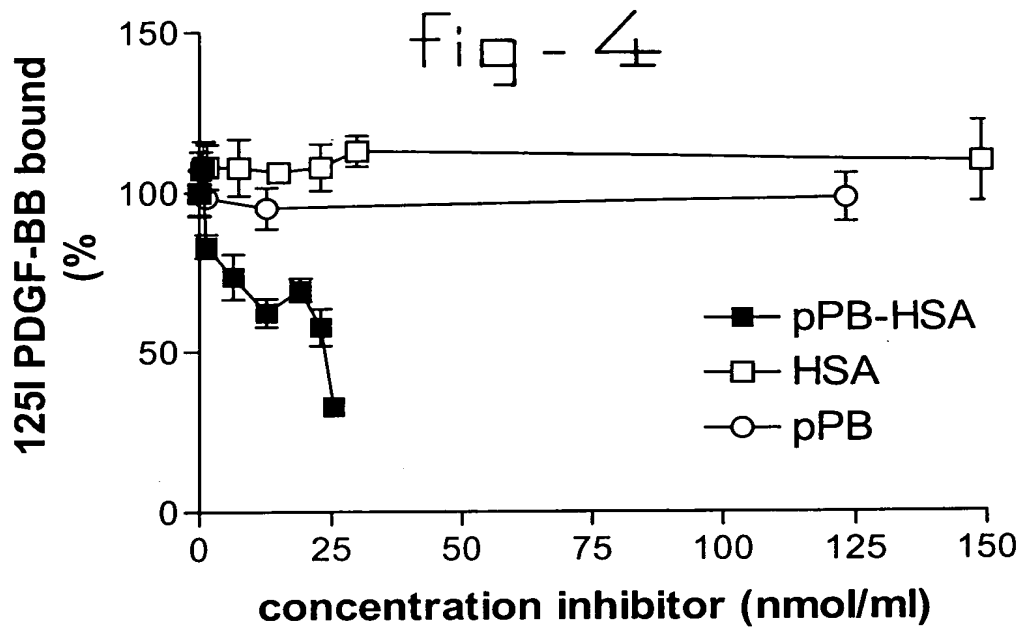 Fig - 4
125I PDGF-BB bound
(%
150
100
50
0
0 25 50 75 100 125 150
concentration inhibitor (nmol/ml)
pPB-HSA
HSA
pPB